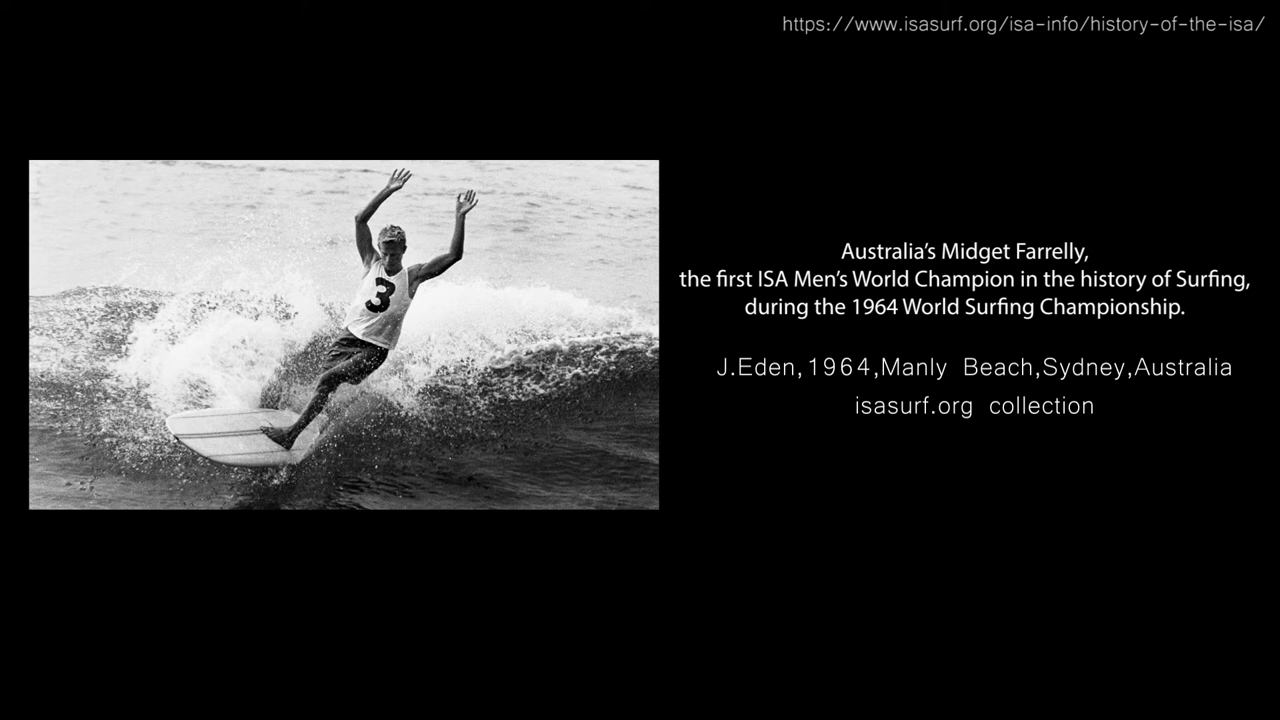 https://www.isasurf.org/isa-info/history-of-the-isa/
3
Australia's Midget Farrelly,
the first ISA Men's World Champion in the history of Surfing,
during the 1964 World Surfing Championship.
J.Eden,1964,Manly Beach,Sydney,Australia
isasurf.org collection